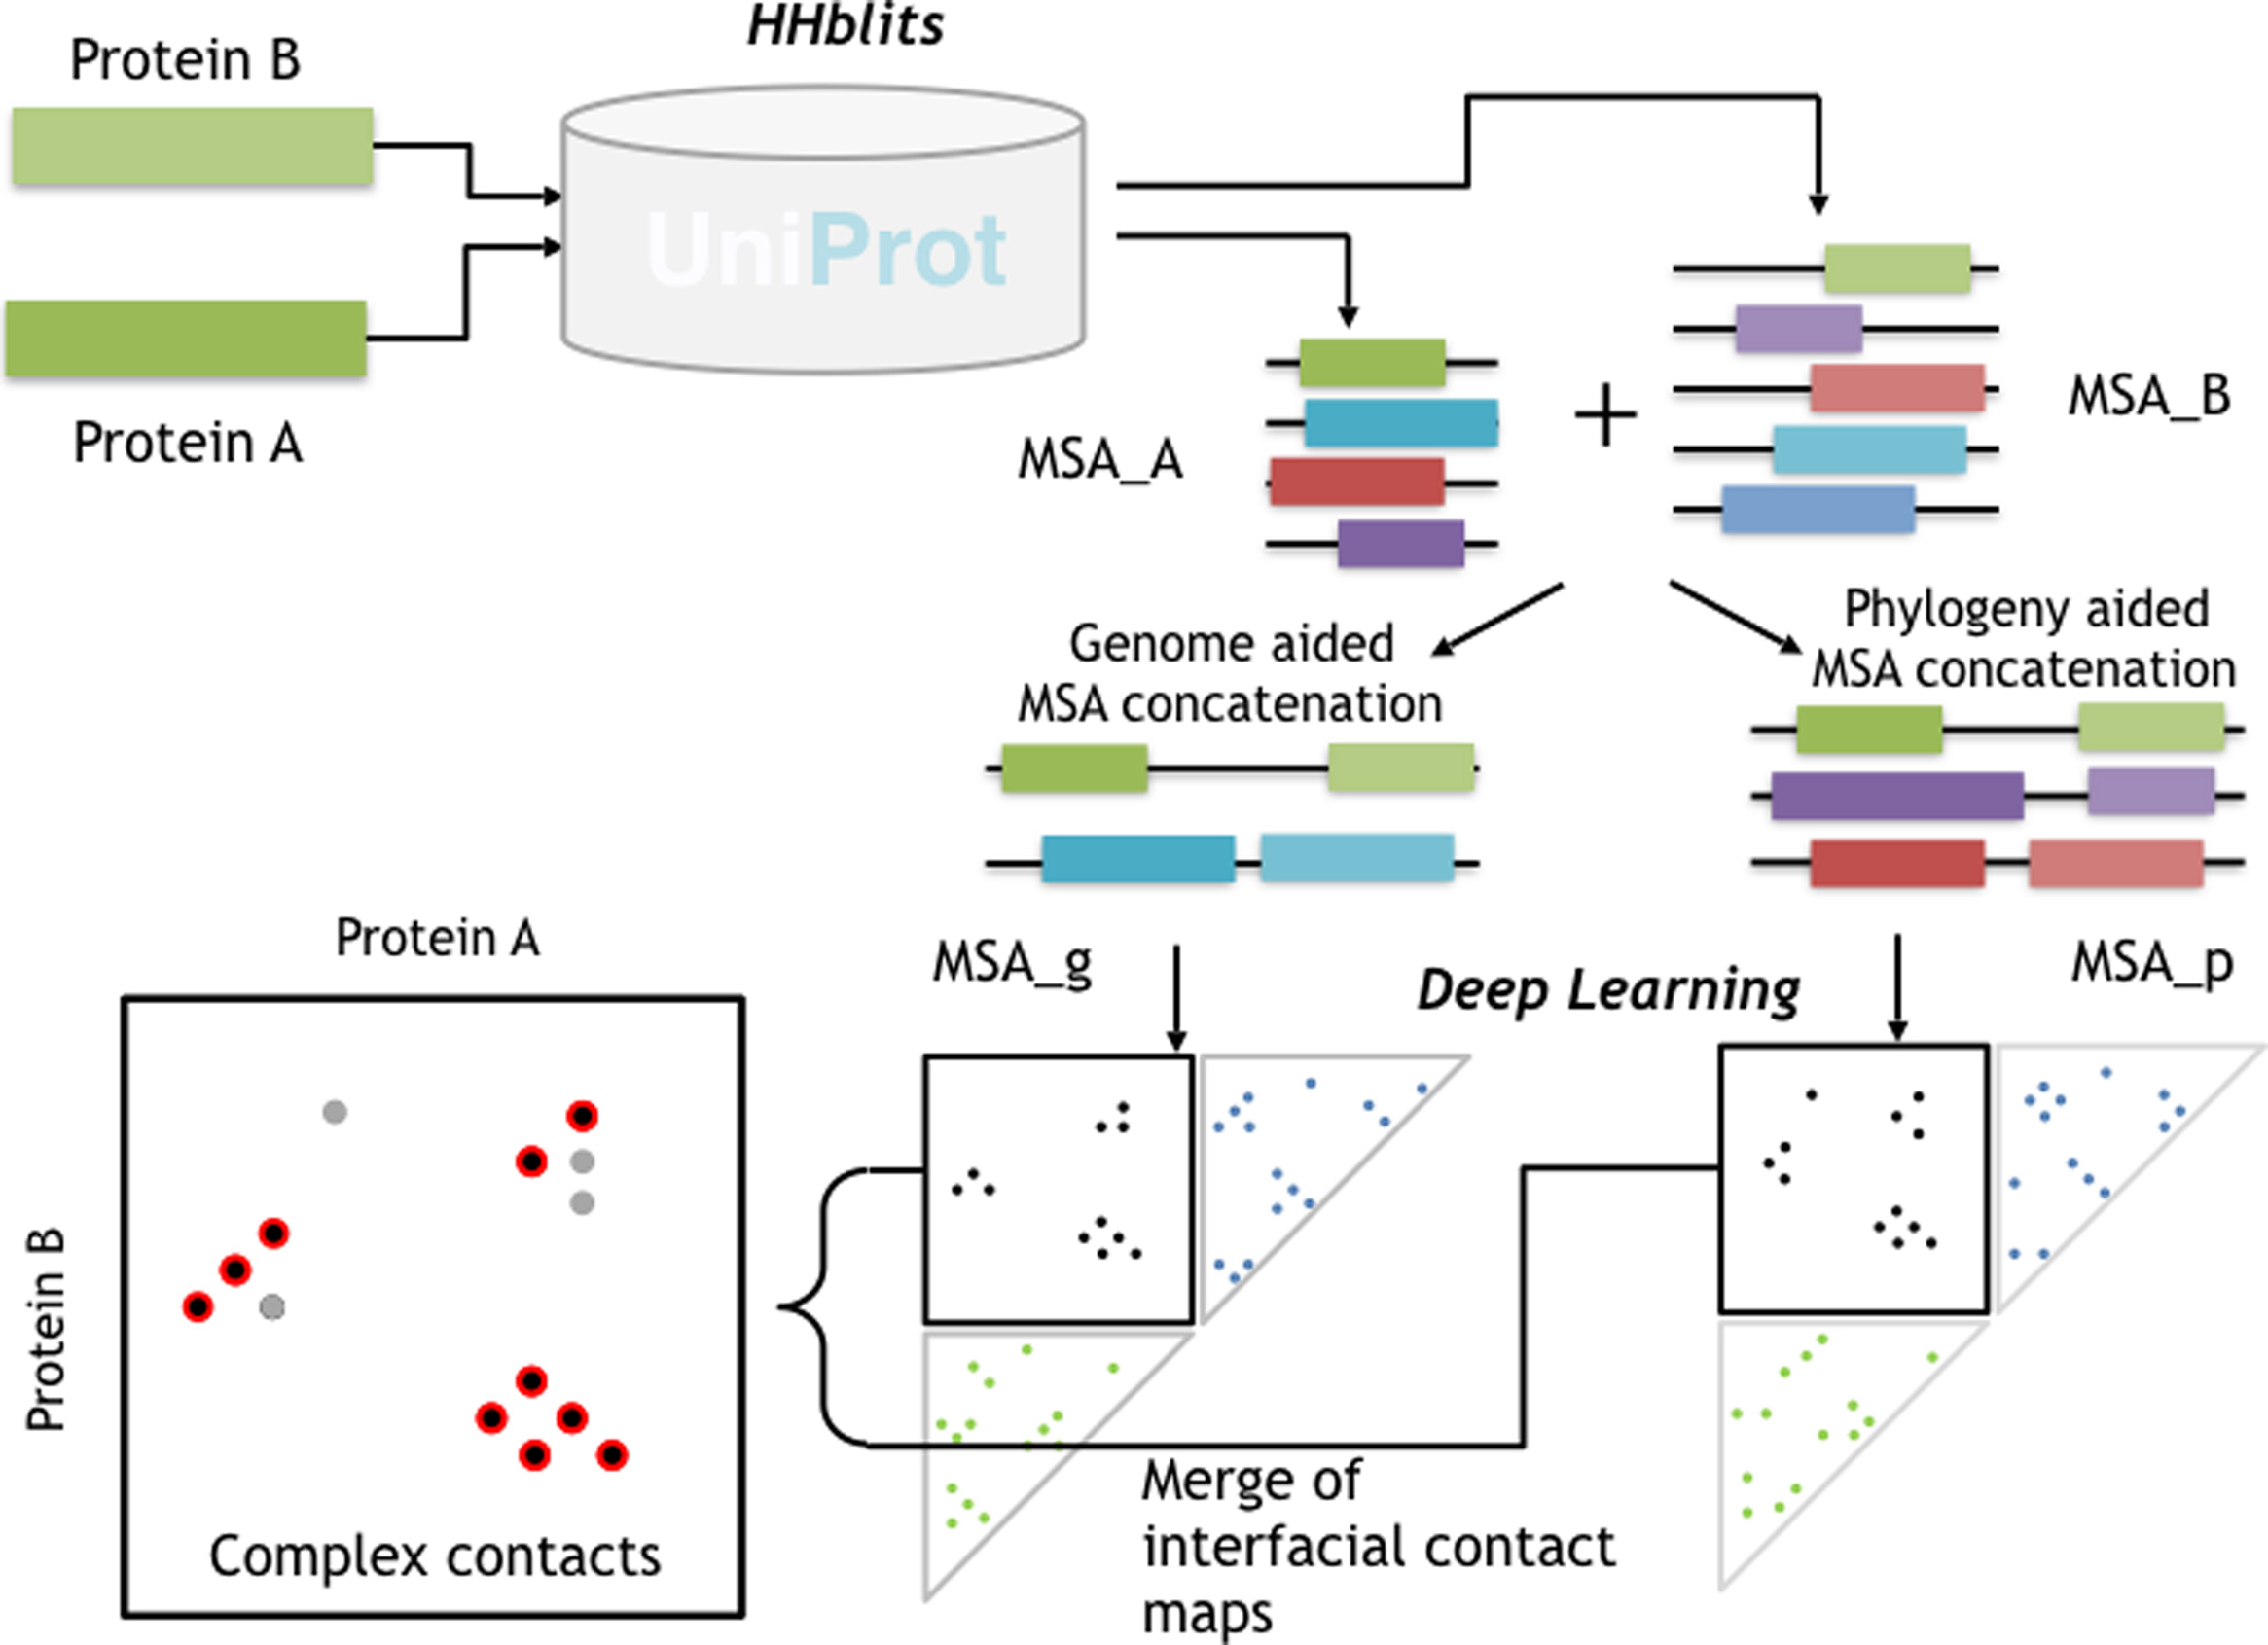 HHblits
Protein B
UniProt
Protein A
MSA_A
+
MSA_B
Genome aided
MSA concatenation
Phylogeny aided
MSA concatenation
Protein A
MSA_g
Deep Learning
MSA_p
Protein B
Complex contacts
Merge of
interfacial contact
maps